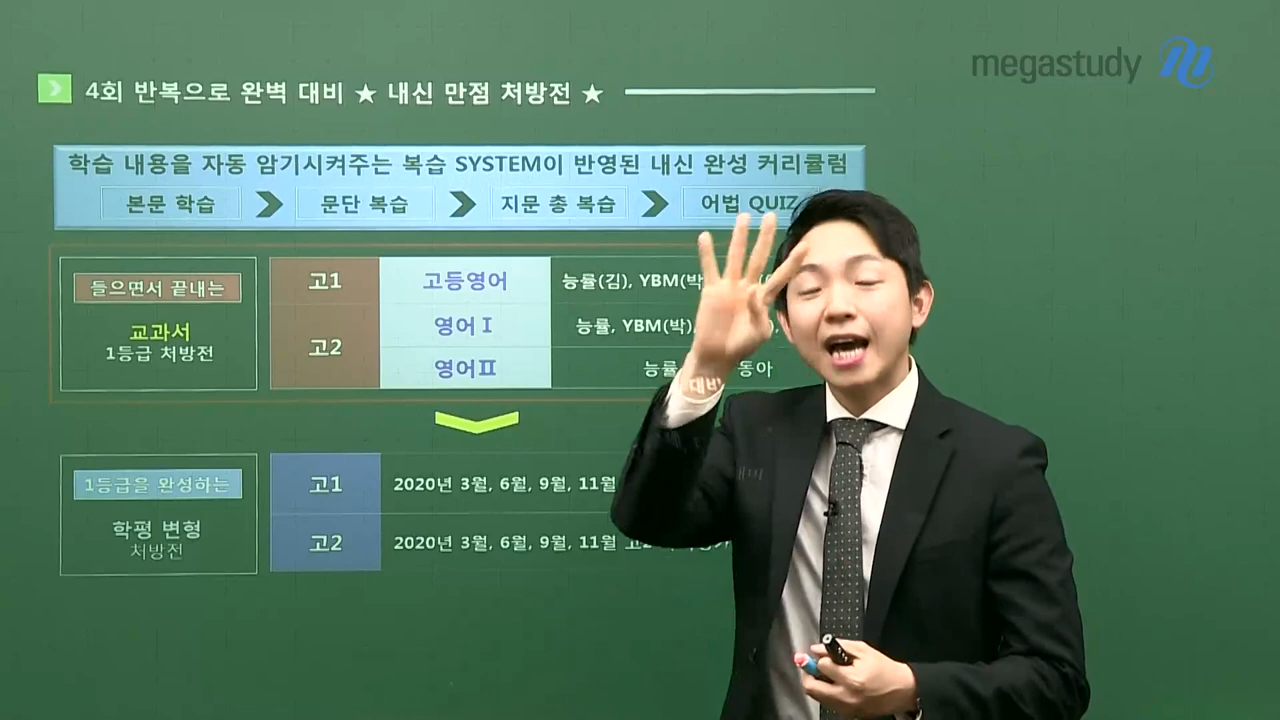 megastudy
4회 반복으로 완벽 대비 ★ 내신 만점 처방전 ★
학습 내용을 자동 암기시켜주는 복습 SYSTEM이 반영된 내신 완성 커리큘럼
본문 학습 > 문단 복습 > 지문 총 복습 > 어법 QUIZ
들으면서 끝내는
교과서
1등급 처방전
고1
고등영어
능률(김), YBM(박
고2
영어Ⅰ
능률, YBM(박),
영어Ⅱ
능률 동아
대비
1등급을 완성하는
학평 변형
처방전
고1
2020년 3월, 6월, 9월, 11월
고2
2020년 3월, 6월, 9월, 11월 고2